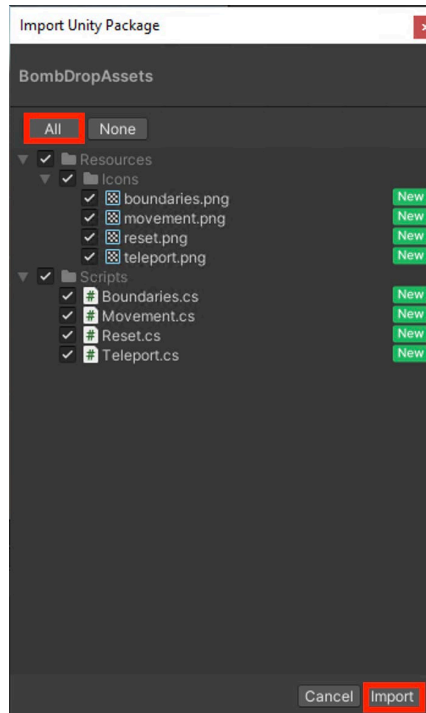 Import Unity Package
BombDropAssets
All None
Resources
Icons
boundaries.png New
movement.png New
reset.png New
teleport.png New
Scripts
Boundaries.cs New
Movement.cs New
Reset.cs New
Teleport.cs New
Cancel Import